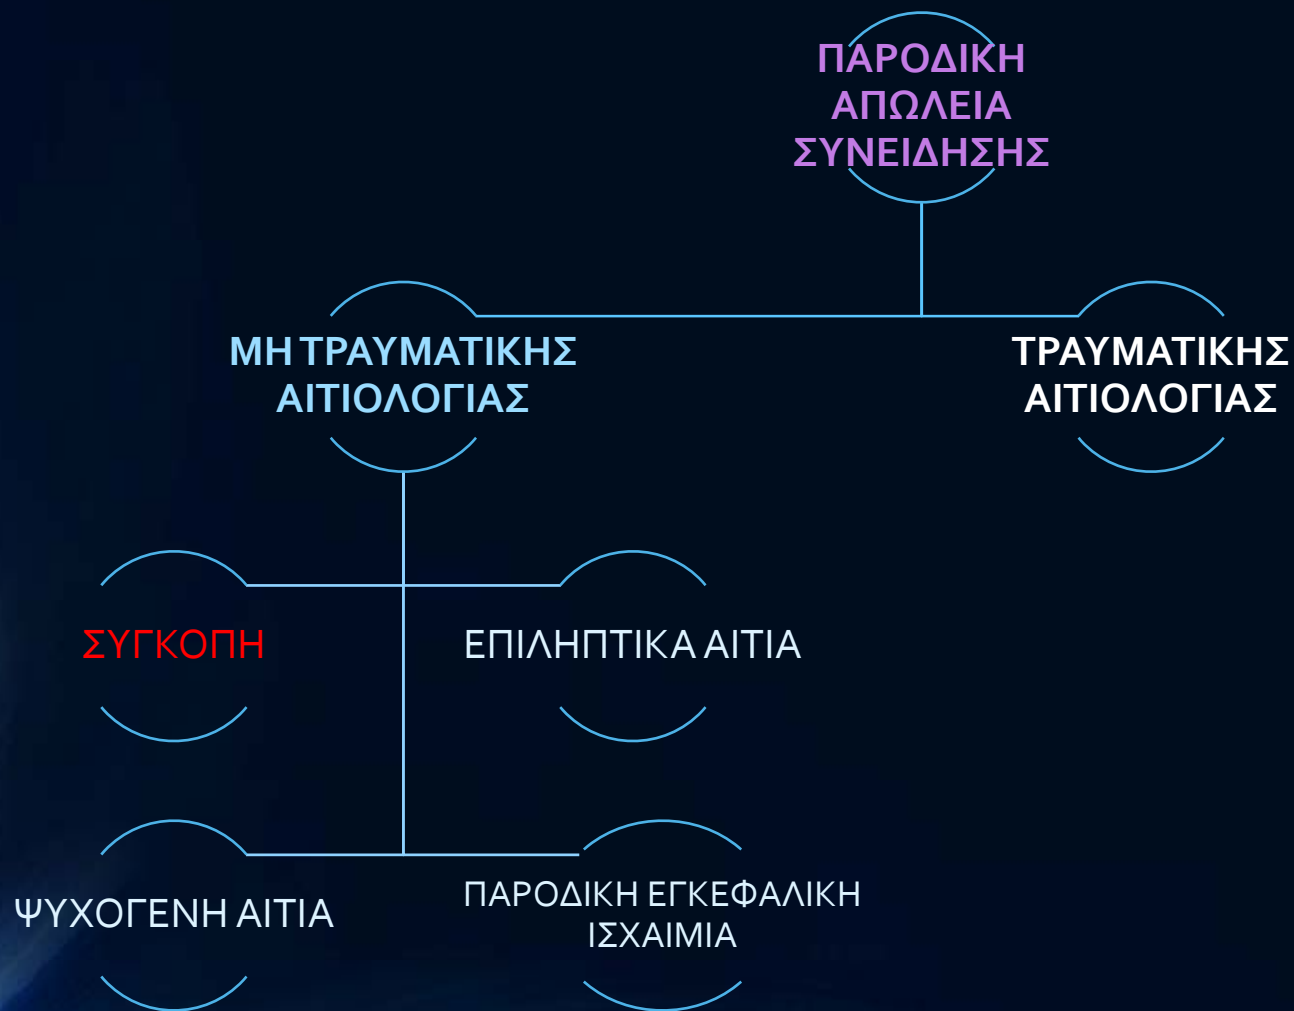 ΠΑΡΟΔΙΚΗ
ΑΠΩΛΕΙΑ
ΣΥΝΕΙΔΗΣΗΣ
ΜΗ ΤΡΑΥΜΑΤΙΚΗΣ
ΑΙΤΙΟΛΟΓΙΑΣ
ΤΡΑΥΜΑΤΙΚΗΣ
ΑΙΤΙΟΛΟΓΙΑΣ
ΣΥΓΚΟΠΗ
ΕΠΙΛΗΠΤΙΚΑ ΑΙΤΙΑ
ΨΥΧΟΓΕΝΗ ΑΙΤΙΑ
ΠΑΡΟΔΙΚΗ ΕΓΚΕΦΑΛΙΚΗ
ΙΣΧΑΙΜΙΑ